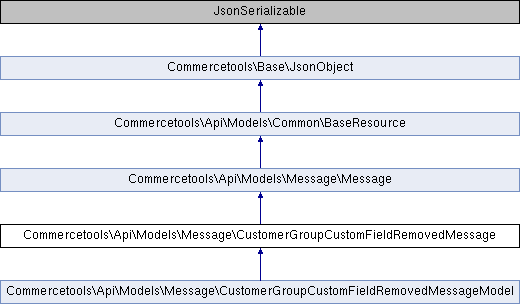 JsonSerializable
Commercetools\Base\JsonObject
Commercetools\Api\Models\Common\BaseResource
Commercetools\Api\Models\Message\Message
Commercetools\Api\Models\Message\CustomerGroupCustomFieldRemovedMessage
Commercetools\Api\Models\Message\CustomerGroupCustomFieldRemovedMessageModel